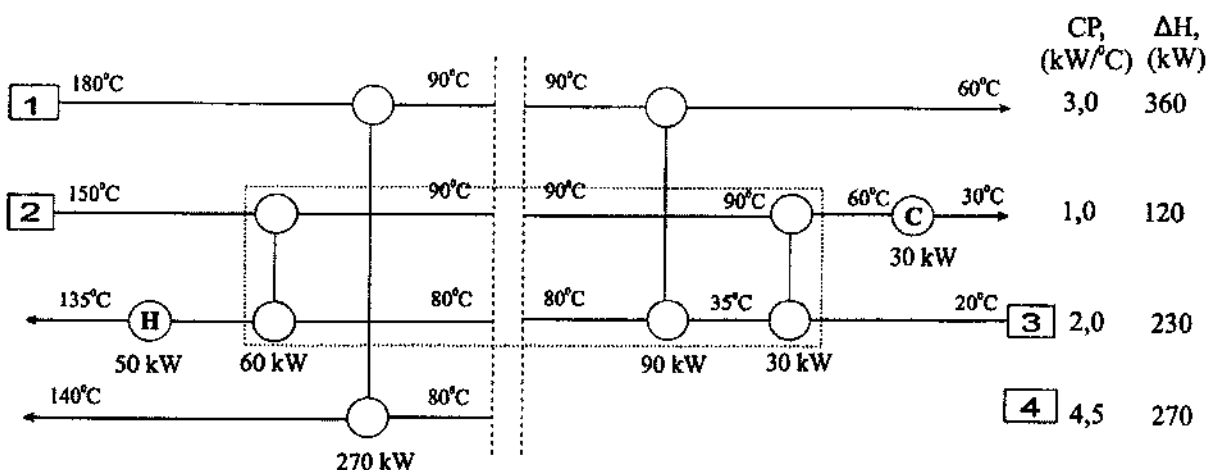 CP, ΔH,
(kW/°C) (kW)
1 180°C 90°C 90°C 60°C 3,0 360
2 150°C 90°C 90°C 90°C 60°C C 30°C 1,0 120
30 kW
135°C H 80°C 80°C 35°C 20°C 3 2,0 230
50 kW 60 kW 90 kW 30 kW
140°C 80°C 4 4,5 270
270 kW